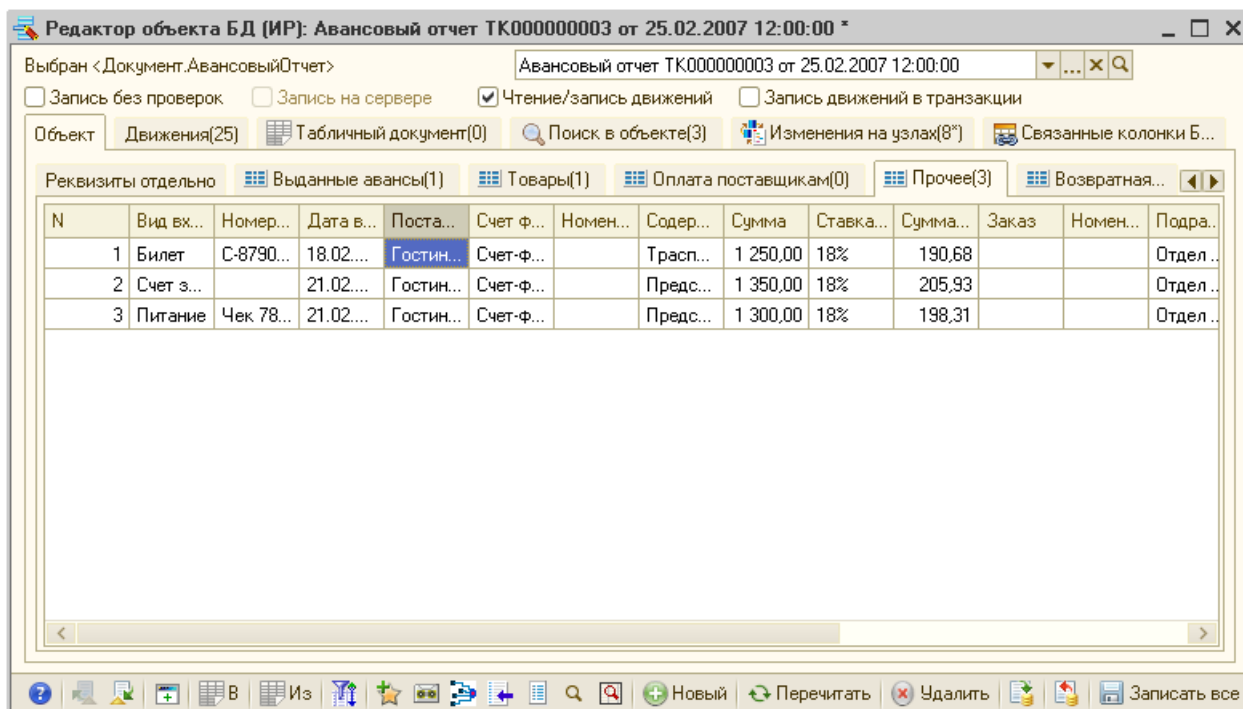 Редактор объекта БД (ИР): Авансовый отчет ТК000000003 от 25.02.2007 12:00:00 *
Выбран <Документ.АвансовыйОтчет> Авансовый отчет ТК000000003 от 25.02.2007 12:00:00
Запись без проверок Запись на сервере Чтение/запись движений Запись движений в транзакции
Объект Движения(25) Табличный документ(0) Поиск в объекте(3) Изменения на узлах(8*) Связанные колонки Б...
Реквизиты отдельно Выданные авансы(1) Товары(1) Оплата поставщикам(0) Прочее(3) Возвратная...
N Вид вх... Номер... Дата в... Поста... Счет ф... Номен... Содер... Сумма Ставка... Сумма... Заказ Номен... Подра...
1 Билет С-8790... 18.02.... Гостин... Счет-ф... Трасп... 1 250,00 18% 190,68 Отдел ..
2 Счет з... 21.02.... Гостин... Счет-ф... Предс... 1 350,00 18% 205,93 Отдел ..
3 Питание Чек 78... 21.02.... Гостин... Счет-ф... Предс... 1 300,00 18% 198,31 Отдел ..
В Из Новый Перечитать Удалить Записать все